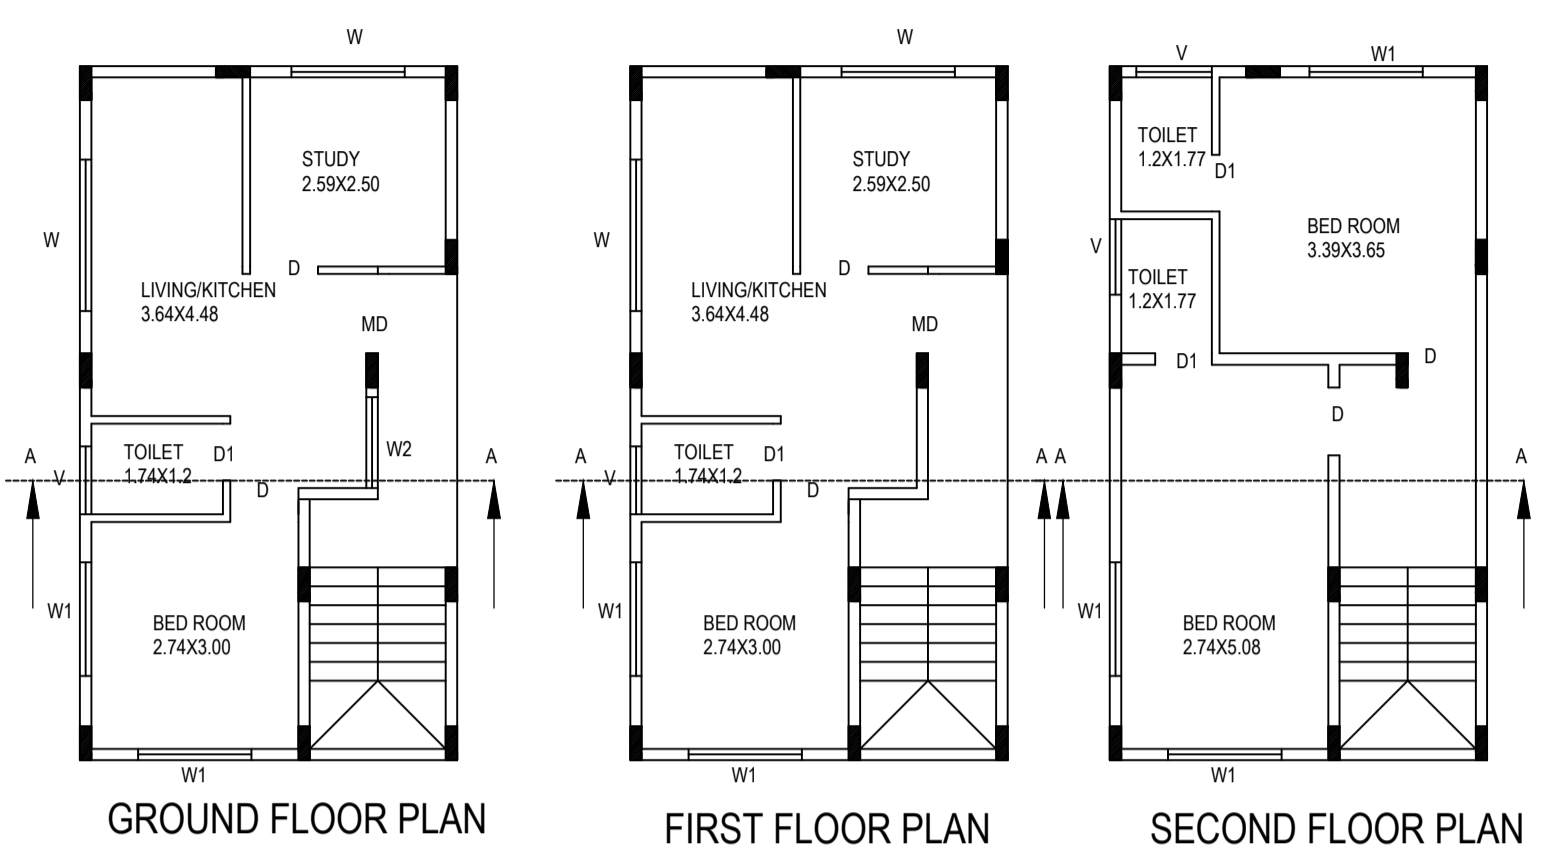 W
STUDY
2.59X2.50
W
D
LIVING/KITCHEN
3.64X4.48
MD
TOILET
1.74X1.2
D1
W2
A
A
V
D
W1
BED ROOM
2.74X3.00
W1
GROUND FLOOR PLAN
W
STUDY
2.59X2.50
W
D
LIVING/KITCHEN
3.64X4.48
MD
TOILET
1.74X1.2
D1
A
A
V
D
W1
BED ROOM
2.74X3.00
W1
FIRST FLOOR PLAN
V
W1
TOILET
1.2X1.77
D1
BED ROOM
3.39X3.65
V
TOILET
1.2X1.77
D1
D
D
A
A
W1
BED ROOM
2.74X5.08
W1
SECOND FLOOR PLAN